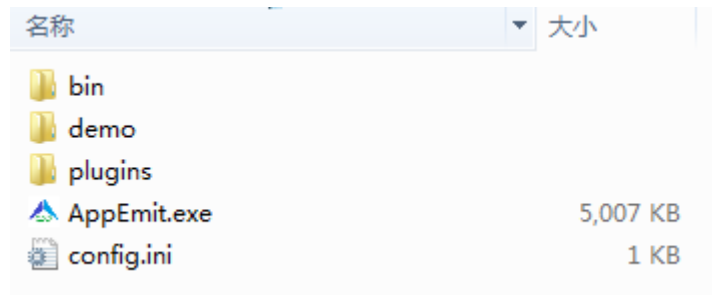 名称 大小
bin
demo
plugins
AppEmit.exe 5,007 KB
config.ini 1 KB